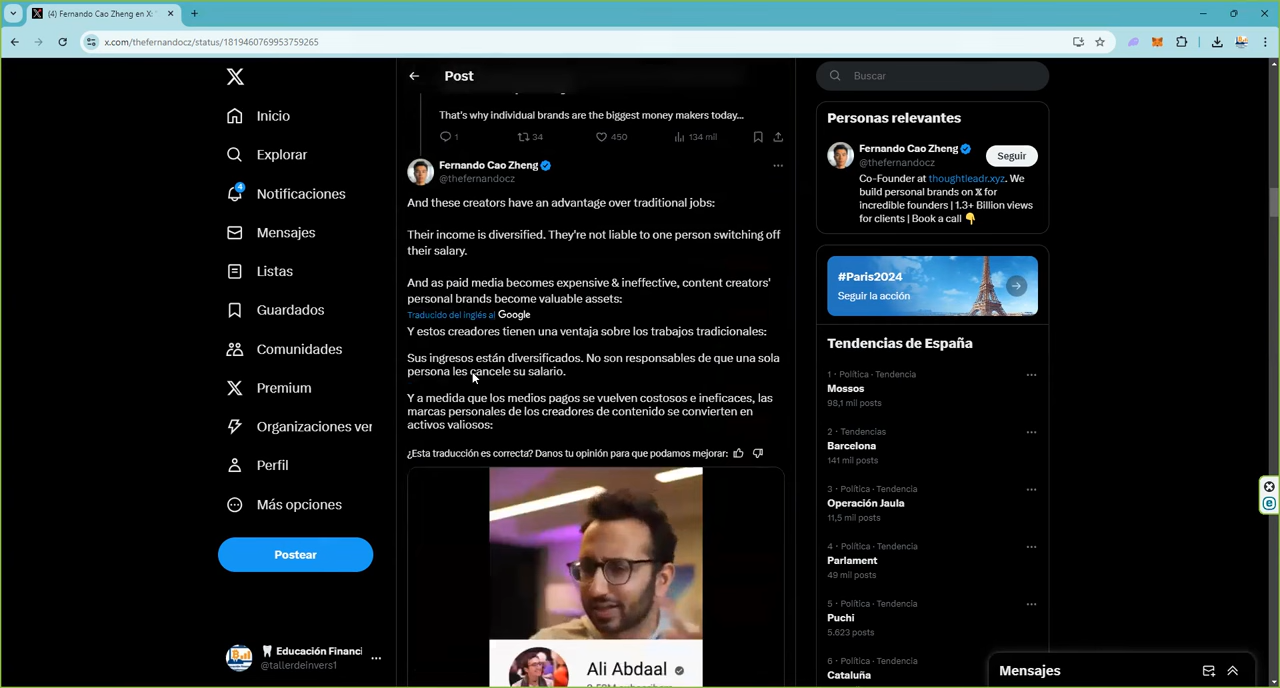 (4) Fernando Cao Zheng en X:
x.com/thefernandocz/status/1819460769953759265
Inicio
Explorar
4
Notificaciones
Mensajes
Listas
Guardados
Comunidades
Premium
Organizaciones ver
Perfil
Más opciones
Postear
Educación Financi
@tallerdeinvers1
Post
That's why individual brands are the biggest money makers today...
1
34
450
134 mil
Fernando Cao Zheng
@thefernandocz
And these creators have an advantage over traditional jobs:
Their income is diversified. They're not liable to one person switching off
their salary.
And as paid media becomes expensive & ineffective, content creators'
personal brands become valuable assets:
Traducido del inglés al Google
Y estos creadores tienen una ventaja sobre los trabajos tradicionales:
Sus ingresos están diversificados. No son responsables de que una sola
persona les cancele su salario.
Y a medida que los medios pagos se vuelven costosos e ineficaces, las
marcas personales de los creadores de contenido se convierten en
activos valiosos:
¿Esta traducción es correcta? Danos tu opinión para que podamos mejorar:
Ali Abdaal
Buscar
Personas relevantes
Fernando Cao Zheng
@thefernandocz
Seguir
Co-Founder at thoughtleadr.xyz. We
build personal brands on 𝕏 for
incredible founders | 1.3+ Billion views
for clients | Book a call
#Paris2024
Seguir la acción
Tendencias de España
1 · Política · Tendencia
Mossos
98,1 mil posts
2 · Tendencias
Barcelona
141 mil posts
3 · Política · Tendencia
Operación Jaula
11,5 mil posts
4 · Política · Tendencia
Parlament
49 mil posts
5 · Política · Tendencia
Puchi
5.623 posts
6 · Política · Tendencia
Cataluña
Mensajes